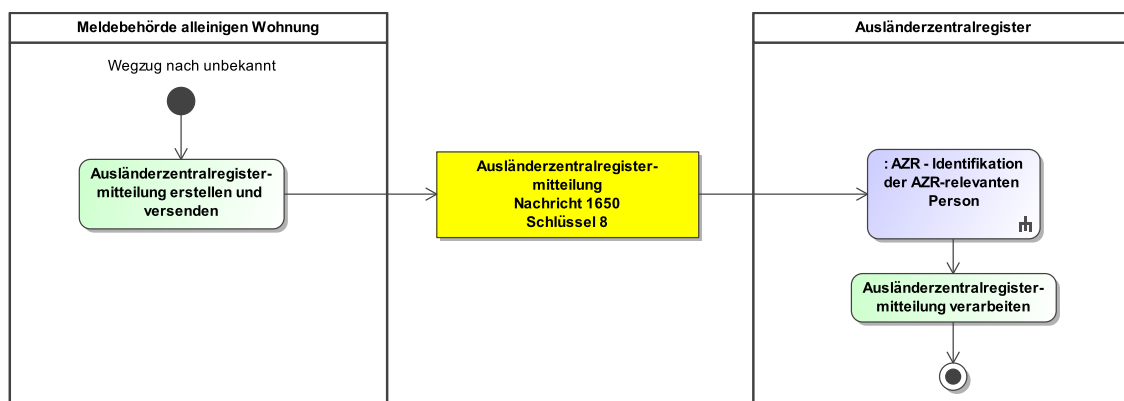 Meldebehörde alleinigen Wohnung
Ausländerzentralregister
Wegzug nach unbekannt
Ausländerzentralregister-
mitteilung erstellen und
versenden
Ausländerzentralregister-
mitteilung
Nachricht 1650
Schlüssel 8
: AZR - Identifikation
der AZR-relevanten
Person
Ausländerzentralregister-
mitteilung verarbeiten